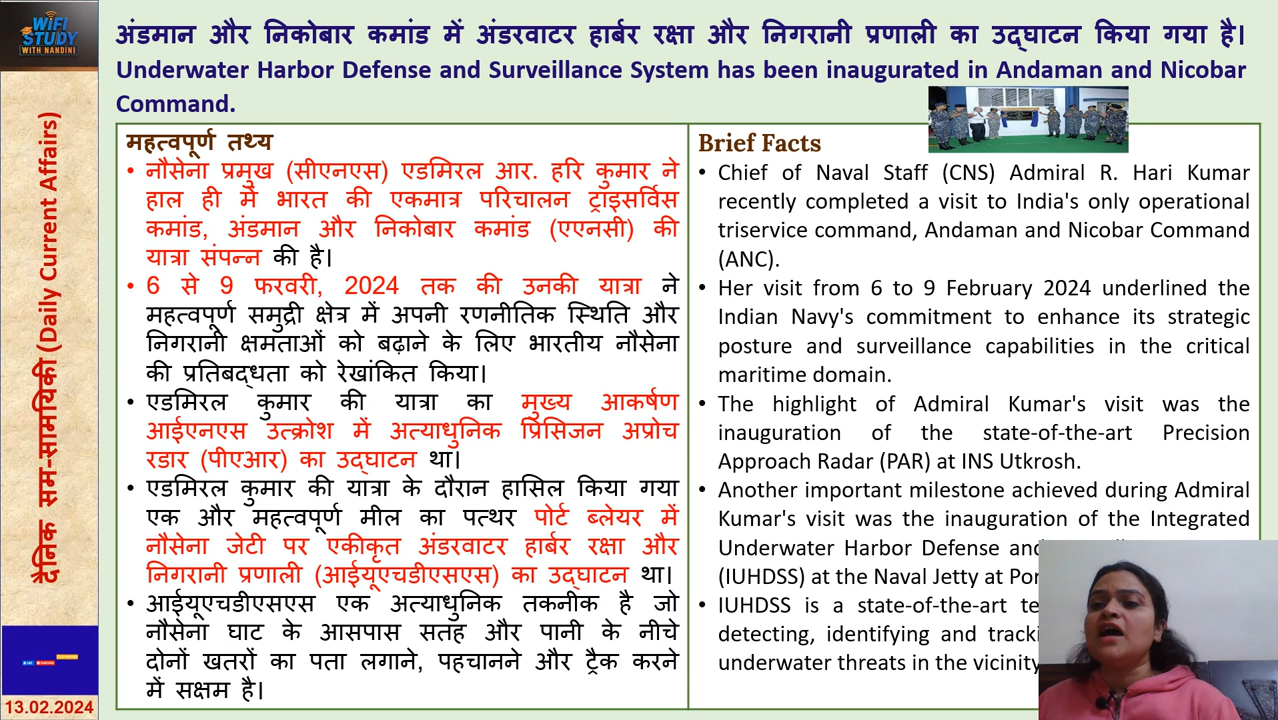 WiFi
STUDY
WITH NANDINI
दैनिक सम-सामायिकी (Daily Current Affairs)
13.02.2024
अंडमान और निकोबार कमांड में अंडरवाटर हार्बर रक्षा और निगरानी प्रणाली का उद्घाटन किया गया है।
Underwater Harbor Defense and Surveillance System has been inaugurated in Andaman and Nicobar
Command.
महत्वपूर्ण तथ्य
• नौसेना प्रमुख (सीएनएस) एडमिरल आर. हरि कुमार ने
हाल ही में भारत की एकमात्र परिचालन ट्राइसर्विस
कमांड, अंडमान और निकोबार कमांड (एएनसी) की
यात्रा संपन्न की है।
• 6 से 9 फरवरी, 2024 तक की उनकी यात्रा ने
महत्वपूर्ण समुद्री क्षेत्र में अपनी रणनीतिक स्थिति और
निगरानी क्षमताओं को बढ़ाने के लिए भारतीय नौसेना
की प्रतिबद्धता को रेखांकित किया।
• एडमिरल कुमार की यात्रा का मुख्य आकर्षण
आईएनएस उत्क्रोश में अत्याधुनिक प्रिसिजन अप्रोच
रडार (पीएआर) का उद्घाटन था।
• एडमिरल कुमार की यात्रा के दौरान हासिल किया गया
एक और महत्वपूर्ण मील का पत्थर पोर्ट ब्लेयर में
नौसेना जेटी पर एकीकृत अंडरवाटर हार्बर रक्षा और
निगरानी प्रणाली (आईयूएचडीएसएस) का उद्घाटन था।
• आईयूएचडीएसएस एक अत्याधुनिक तकनीक है जो
नौसेना घाट के आसपास सतह और पानी के नीचे
दोनों खतरों का पता लगाने, पहचानने और ट्रैक करने
में सक्षम है।
Brief Facts
• Chief of Naval Staff (CNS) Admiral R. Hari Kumar
recently completed a visit to India's only operational
triservice command, Andaman and Nicobar Command
(ANC).
• Her visit from 6 to 9 February 2024 underlined the
Indian Navy's commitment to enhance its strategic
posture and surveillance capabilities in the critical
maritime domain.
• The highlight of Admiral Kumar's visit was the
inauguration of the state-of-the-art Precision
Approach Radar (PAR) at INS Utkrosh.
• Another important milestone achieved during Admiral
Kumar's visit was the inauguration of the Integrated
Underwater Harbor Defense and
(IUHDSS) at the Naval Jetty at
• IUHDSS is a state-of-the-art
detecting, identifying and
underwater threats in the vicinity